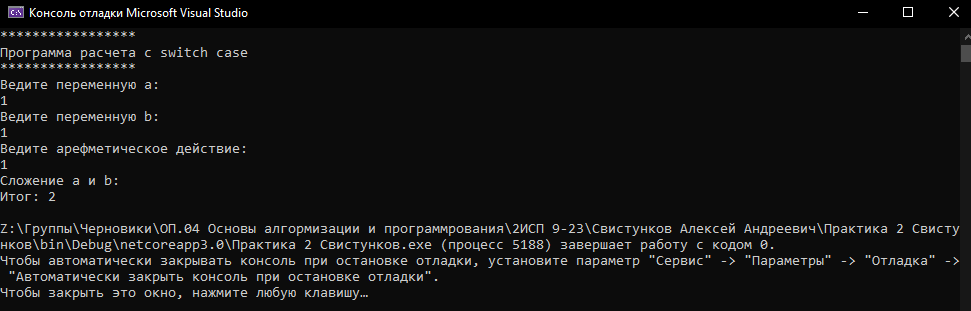 Консоль отладки Microsoft Visual Studio
*****************
Программа расчета с switch case
*****************
Ведите переменную a:
1
Ведите переменную b:
1
Ведите арефметическое действие:
1
Сложение a и b:
Итог: 2
Z:\Группы\Черновики\ОП.04 Основы алгормизации и программрования\2ИСП 9-23\Свистунков Алексей Андреевич\Практика 2 Свисту
нков\bin\Debug\netcoreapp3.0\Практика 2 Свистунков.exe (процесс 5188) завершает работу с кодом 0.
Чтобы автоматически закрывать консоль при остановке отладки, установите параметр "Сервис" -> "Параметры" -> "Отладка" ->
"Автоматически закрыть консоль при остановке отладки".
Чтобы закрыть это окно, нажмите любую клавишу…